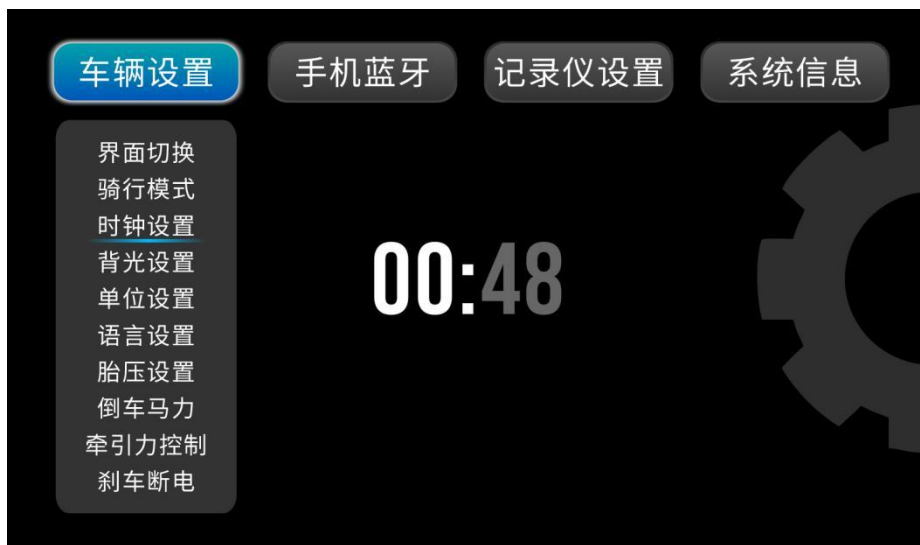 车辆设置 手机蓝牙 记录仪设置 系统信息
界面切换
骑行模式
时钟设置
背光设置
单位设置
语言设置
胎压设置
倒车马力
牵引力控制
刹车断电
00:48